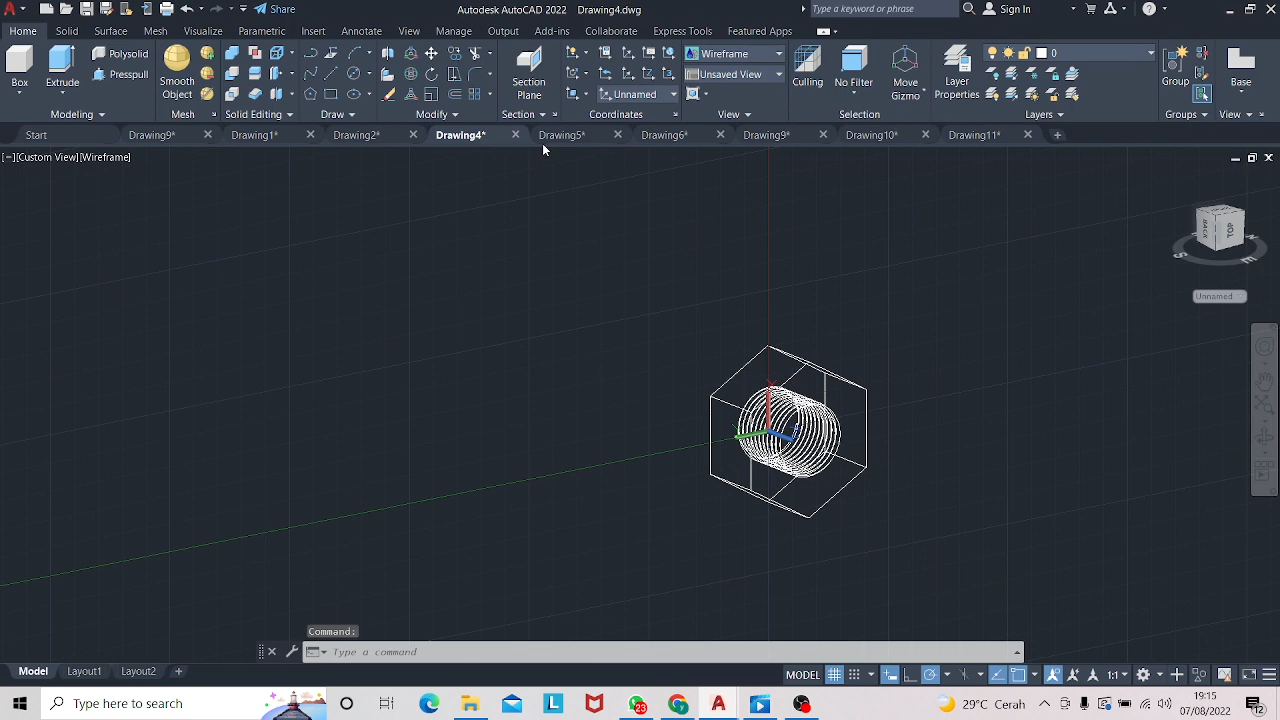 Autodesk AutoCAD 2022 Drawing4.dwg
Share
Type a keyword or phrase
Sign In
Home Solid Surface Mesh Visualize Parametric Insert Annotate View Manage Output Add-ins Collaborate Express Tools Featured Apps
Box
Extrude
Polysolid
Presspull
Smooth
Object
Section
Plane
Unnamed
Wireframe
Unsaved View
Culling
No Filter
Move
Gizmo
Layer
Properties
0
Group
Base
Modeling
Mesh
Solid Editing
Draw
Modify
Section
Coordinates
View
Selection
Layers
Groups
View
Start Drawing9* Drawing1* Drawing2* Drawing4* Drawing5* Drawing6* Drawing9* Drawing10* Drawing11*
[−][Custom View][Wireframe]
BACK
TOP
S
E
Unnamed
Command:
Type a command
Model Layout1 Layout2
MODEL
1:1
Type here to search
L
23
A
29°C Cerah
19:15
07/08/2022
12